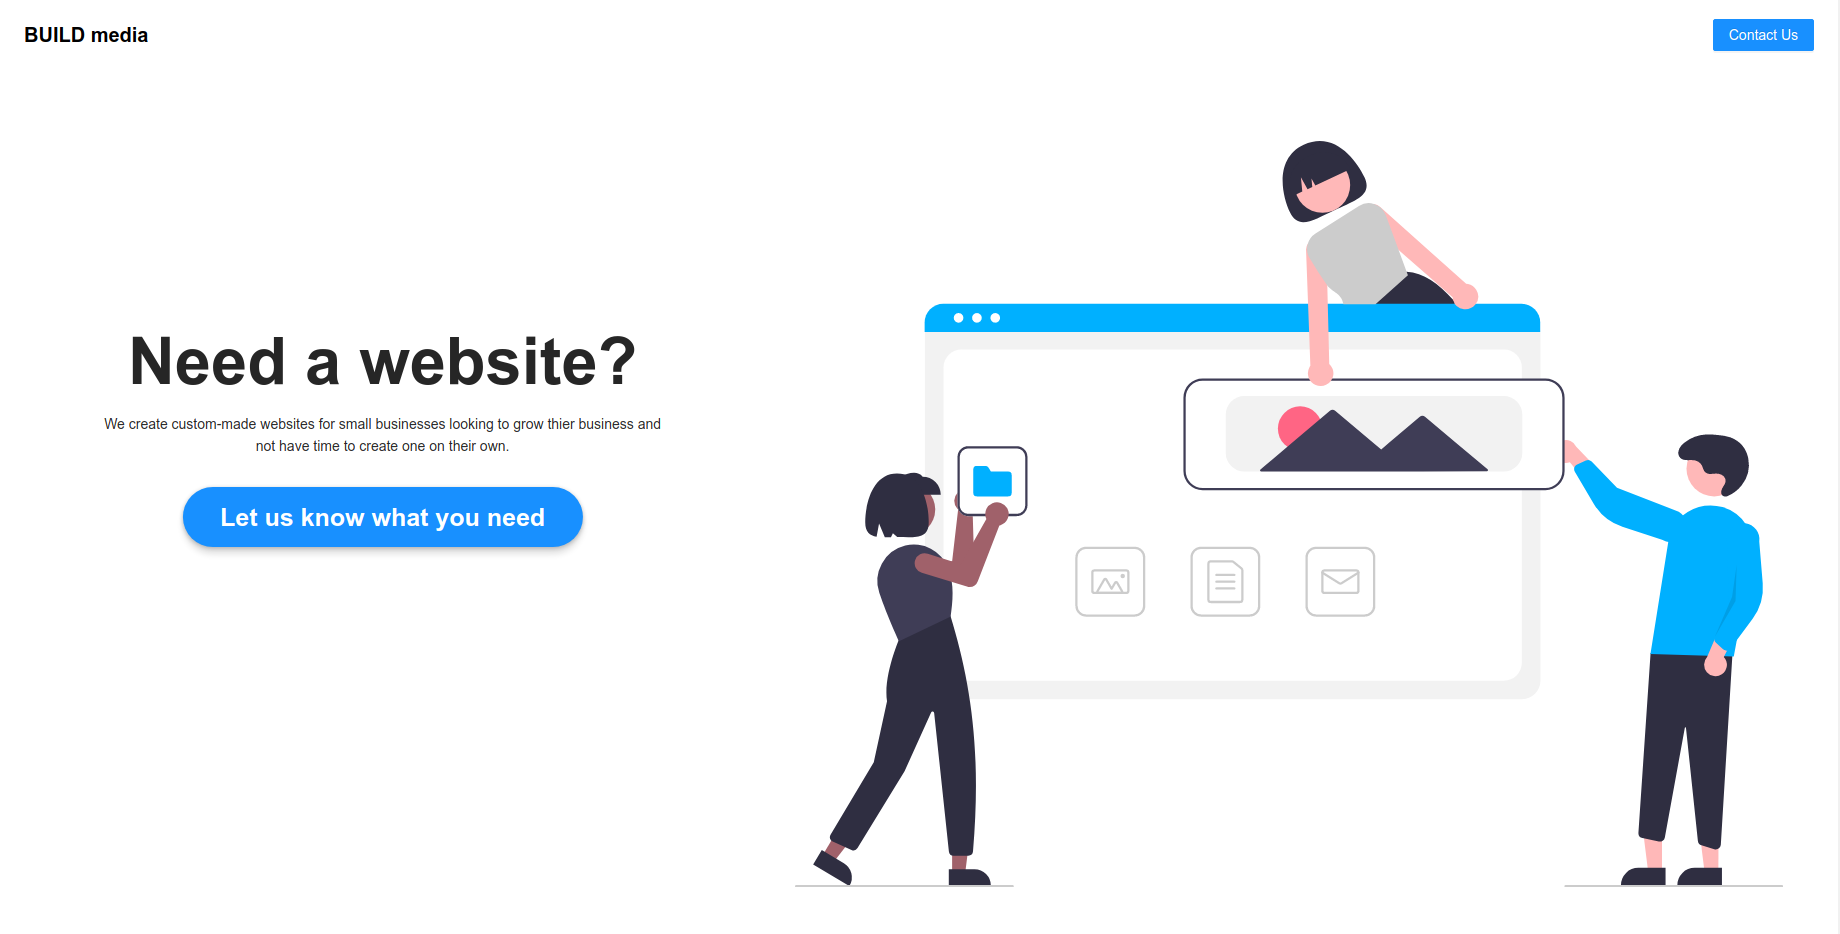 BUILD media
Contact Us
Need a website?
We create custom-made websites for small businesses looking to grow thier business and
not have time to create one on their own.
Let us know what you need